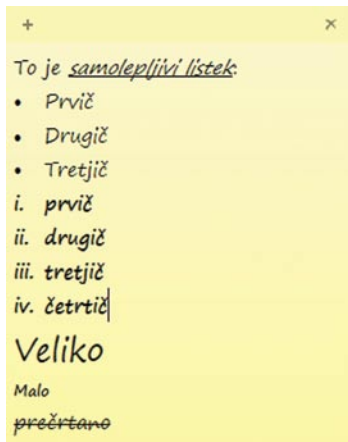 To je samolepljivi listek:
• Prvič
• Drugič
• Tretjič
i. prvič
ii. drugič
iii. tretjič
iv. četrtič
Veliko
Malo
prečrtano